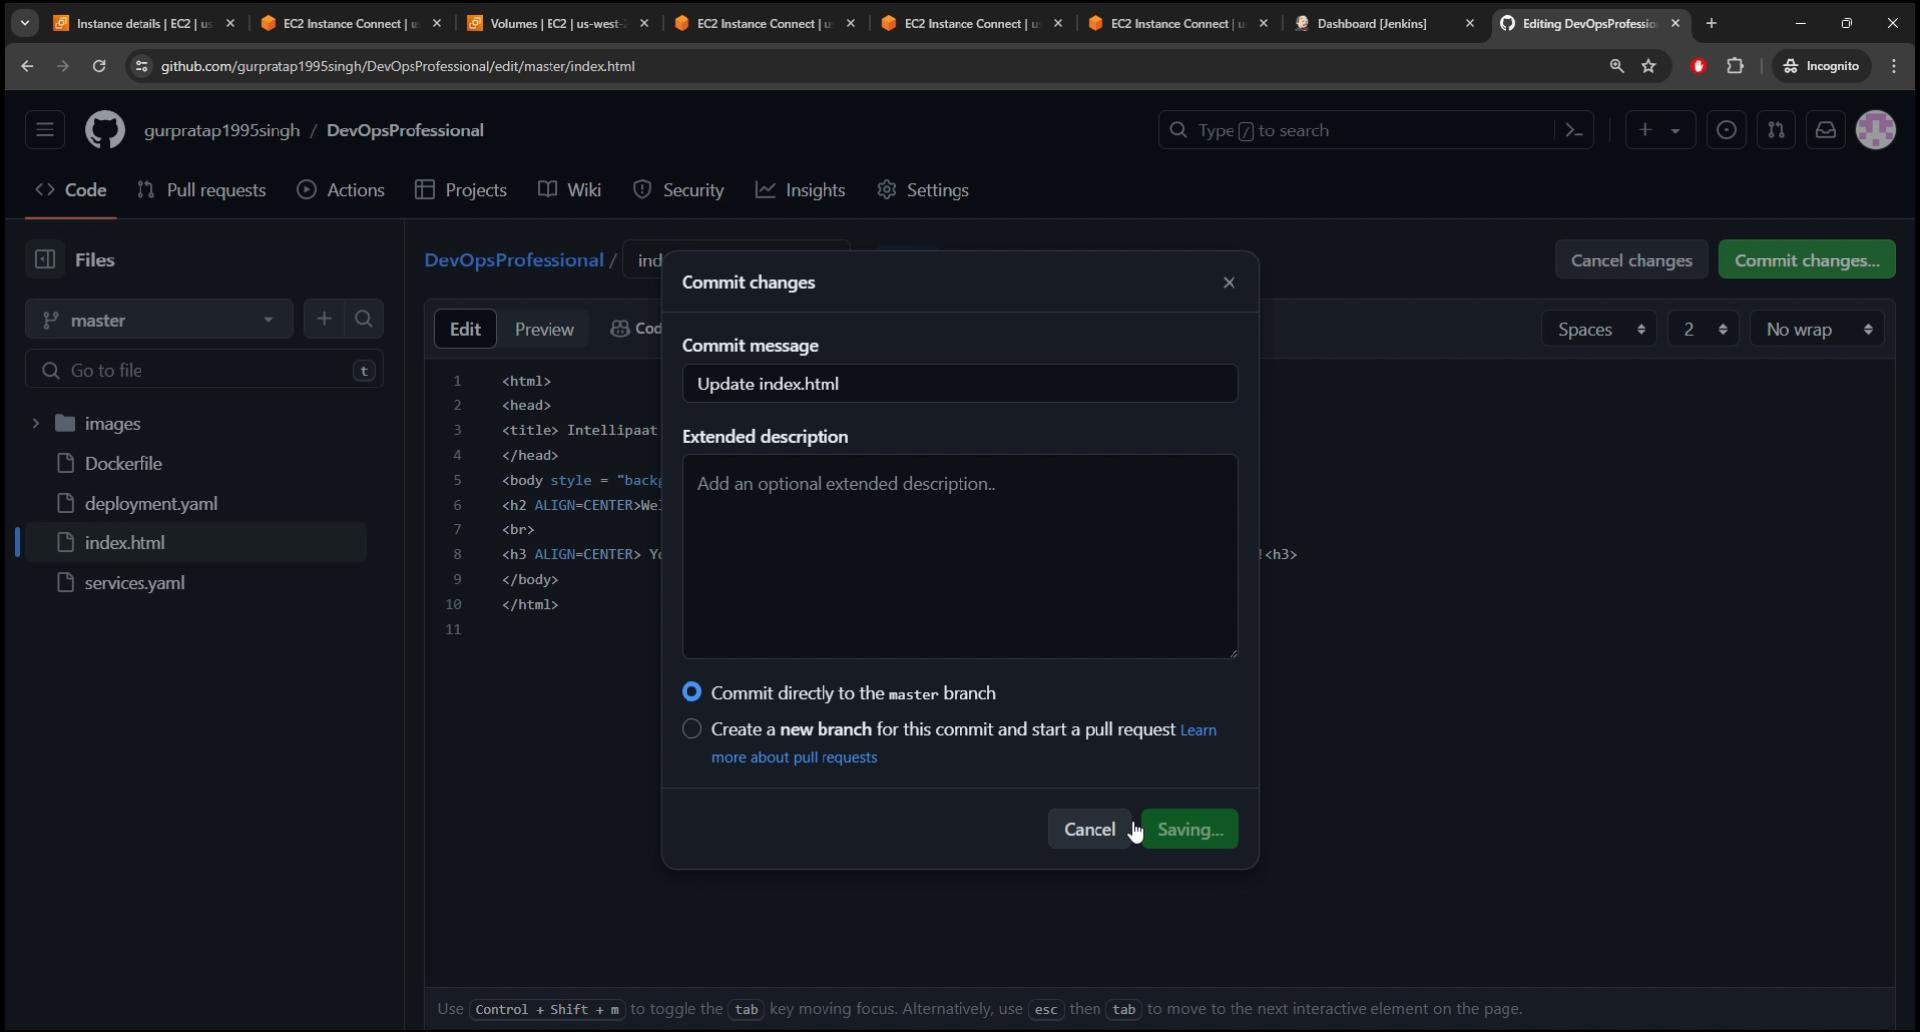 Instance details | EC2 | us
EC2 Instance Connect | u
Volumes | EC2 | us-west-2
EC2 Instance Connect | u
EC2 Instance Connect | u
EC2 Instance Connect | u
Dashboard [Jenkins]
Editing DevOpsProfessio
github.com/gurpratap1995singh/DevOpsProfessional/edit/master/index.html
Incognito
gurpratap1995singh / DevOpsProfessional
Type / to search
Code
Pull requests
Actions
Projects
Wiki
Security
Insights
Settings
Files
DevOpsProfessional /
ind
Cancel changes
Commit changes...
master
Edit
Preview
Cod
Spaces
2
No wrap
Go to file
t
images
Dockerfile
deployment.yaml
index.html
services.yaml
1 <html>
2 <head>
3 <title> Intellipaat
4 </head>
5 <body style = "backg
6 <h2 ALIGN=CENTER>Wel
7 <br>
8 <h3 ALIGN=CENTER> Yo
!<h3>
9 </body>
10 </html>
11
Commit changes
Commit message
Update index.html
Extended description
Add an optional extended description..
Commit directly to the master branch
Create a new branch for this commit and start a pull request Learn
more about pull requests
Cancel
Saving...
Use Control + Shift + m to toggle the tab key moving focus. Alternatively, use esc then tab to move to the next interactive element on the page.